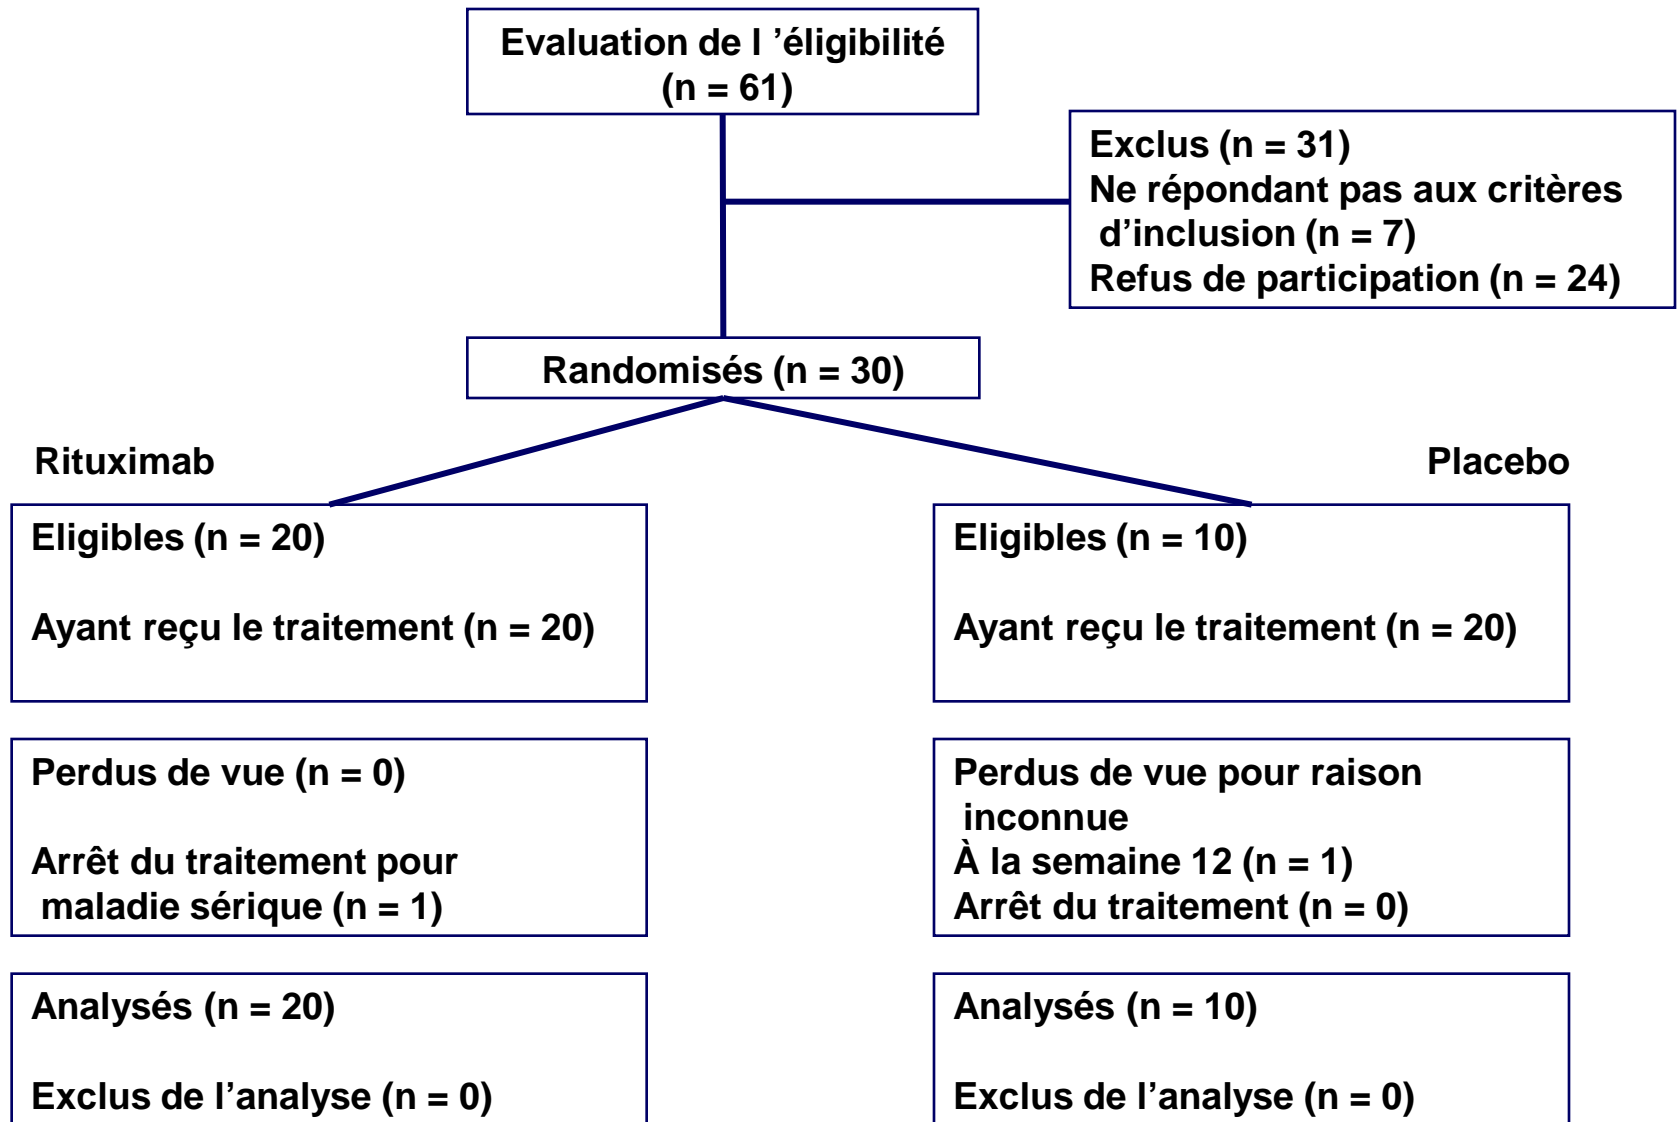 Evaluation de l ’éligibilité
(n = 61)
Exclus (n = 31)
Ne répondant pas aux critères
d’inclusion (n = 7)
Refus de participation (n = 24)
Randomisés (n = 30)
Rituximab
Placebo
Eligibles (n = 20)
Ayant reçu le traitement (n = 20)
Eligibles (n = 10)
Ayant reçu le traitement (n = 20)
Perdus de vue (n = 0)
Arrêt du traitement pour
maladie sérique (n = 1)
Perdus de vue pour raison
inconnue
À la semaine 12 (n = 1)
Arrêt du traitement (n = 0)
Analysés (n = 20)
Exclus de l’analyse (n = 0)
Analysés (n = 10)
Exclus de l’analyse (n = 0)